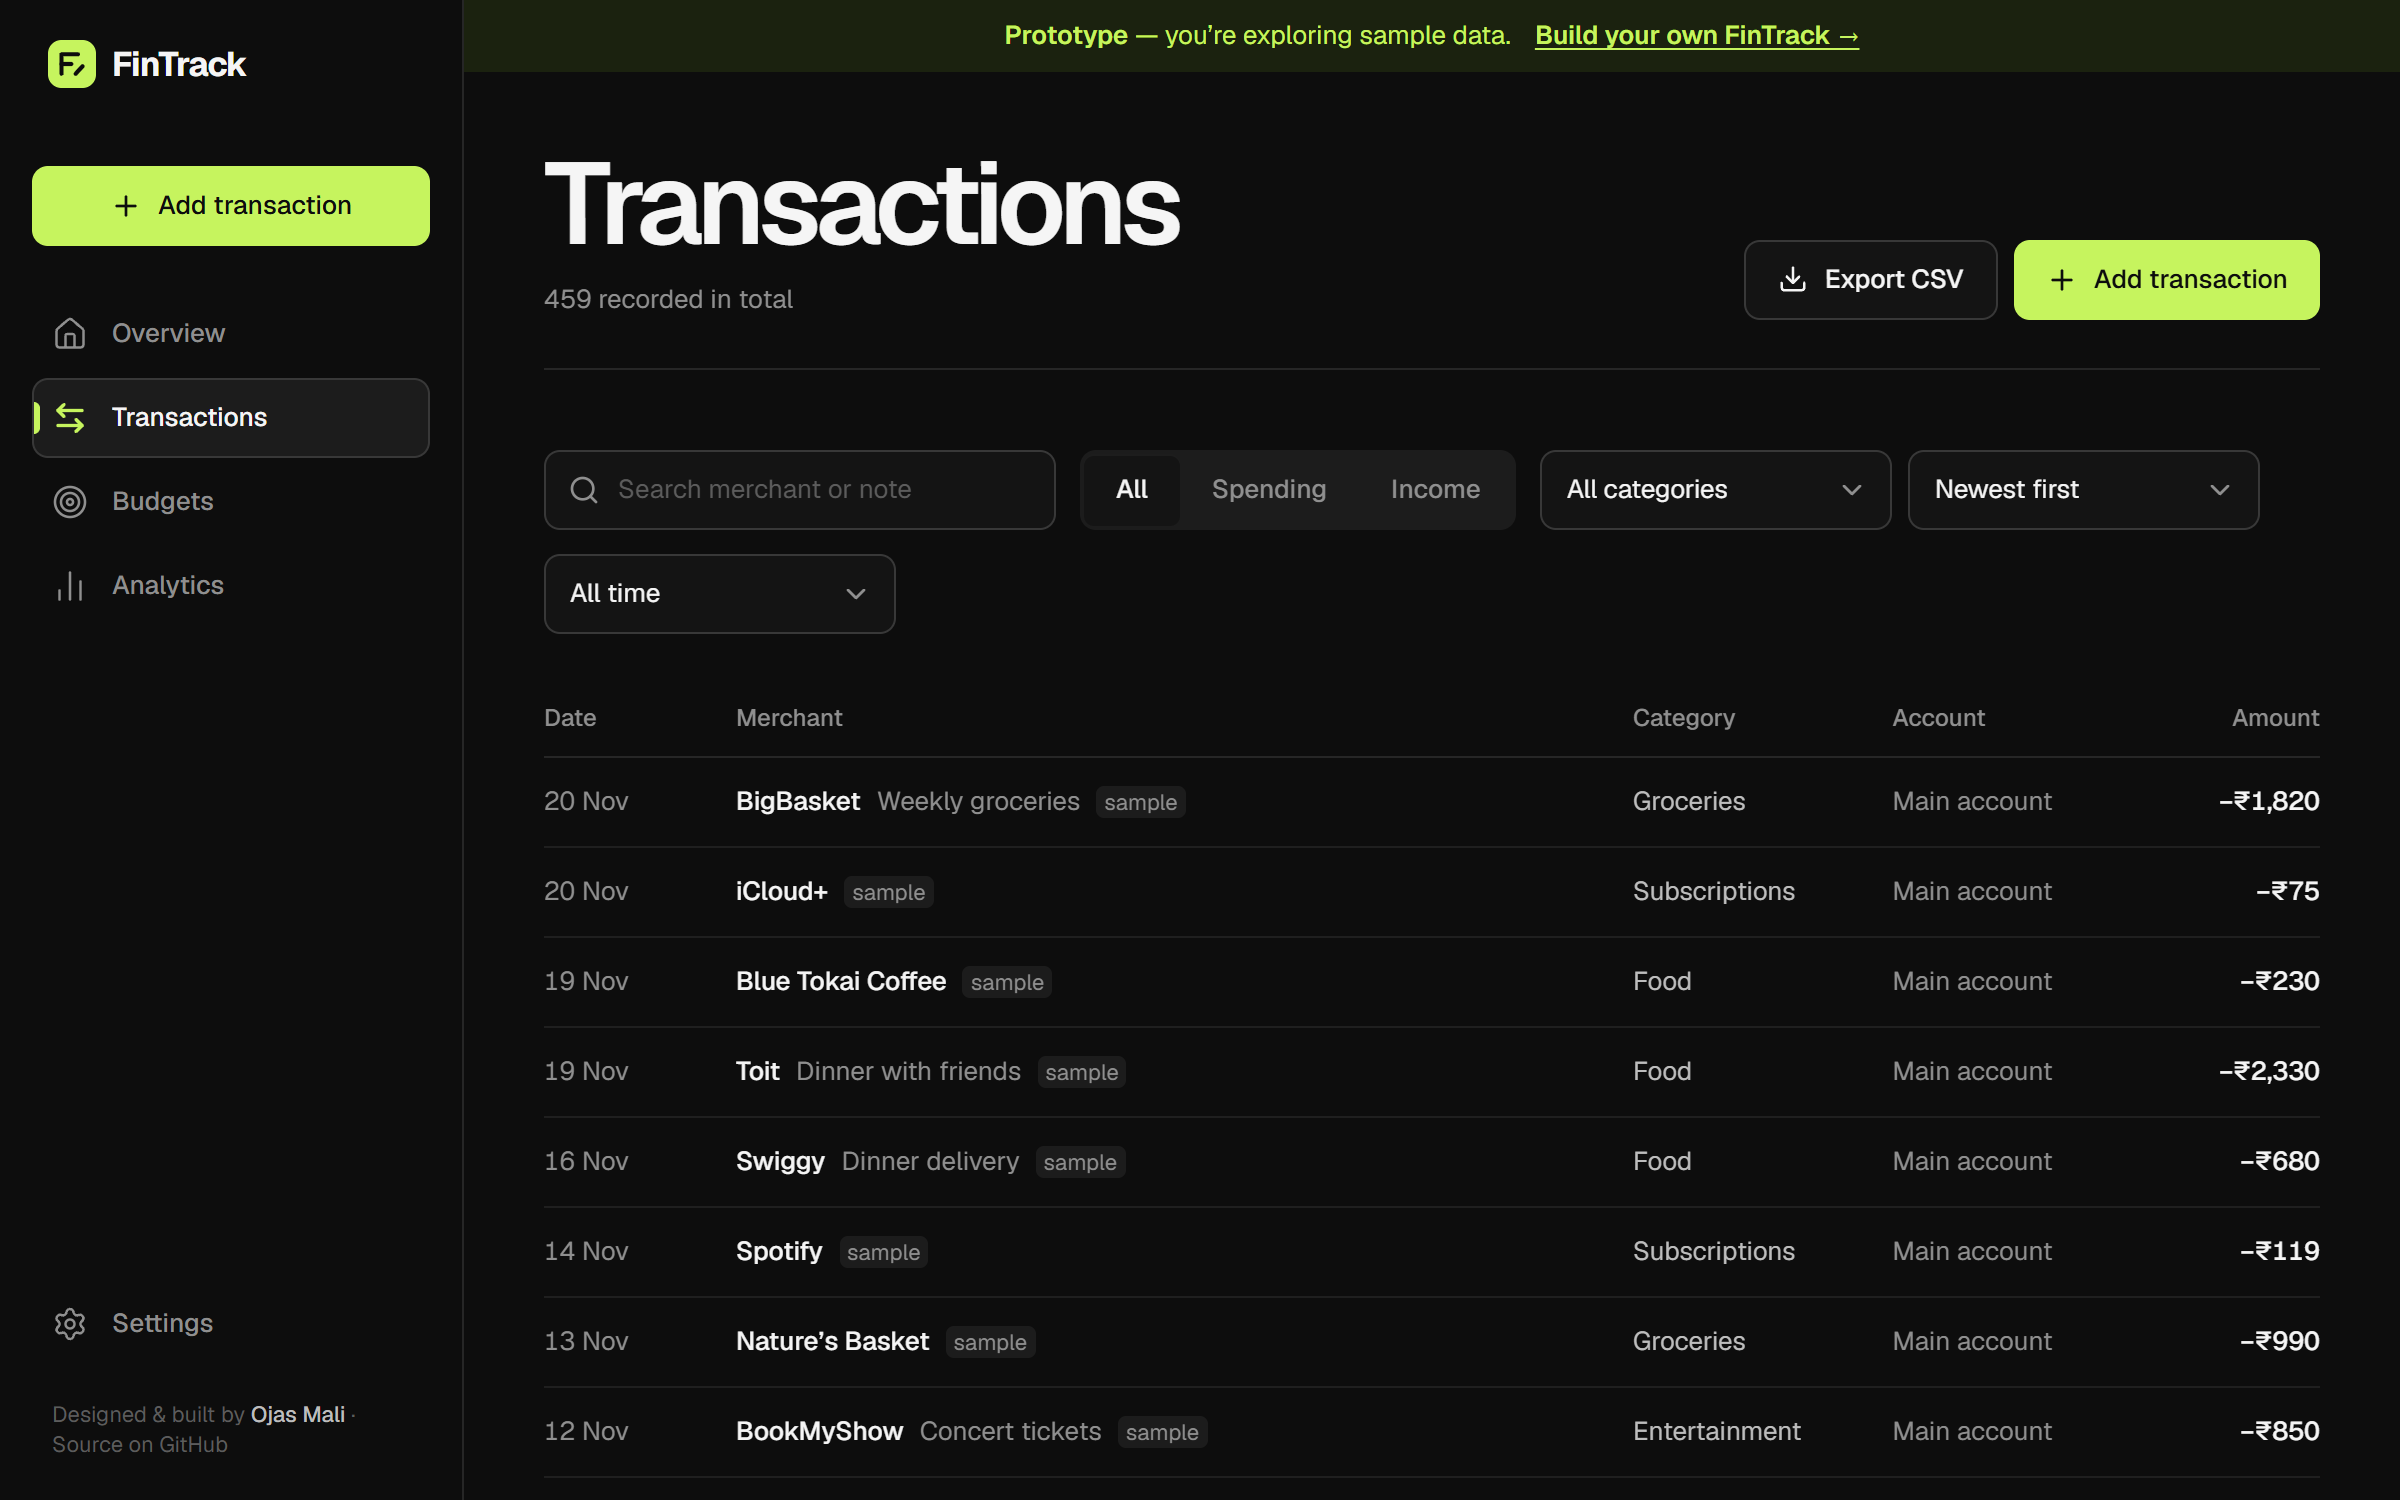 FinTrack
Prototype — you’re exploring sample data. Build your own FinTrack →
Add transaction
Overview
Transactions
Budgets
Analytics
Settings
Designed & built by Ojas Mali ·
Source on GitHub
Transactions
459 recorded in total
Export CSV
Add transaction
Search merchant or note
All Spending Income
All categories
Newest first
All time
Date Merchant Category Account Amount
20 Nov BigBasket Weekly groceries sample Groceries Main account −₹1,820
20 Nov iCloud+ sample Subscriptions Main account −₹75
19 Nov Blue Tokai Coffee sample Food Main account −₹230
19 Nov Toit Dinner with friends sample Food Main account −₹2,330
16 Nov Swiggy Dinner delivery sample Food Main account −₹680
14 Nov Spotify sample Subscriptions Main account −₹119
13 Nov Nature’s Basket sample Groceries Main account −₹990
12 Nov BookMyShow Concert tickets sample Entertainment Main account −₹850